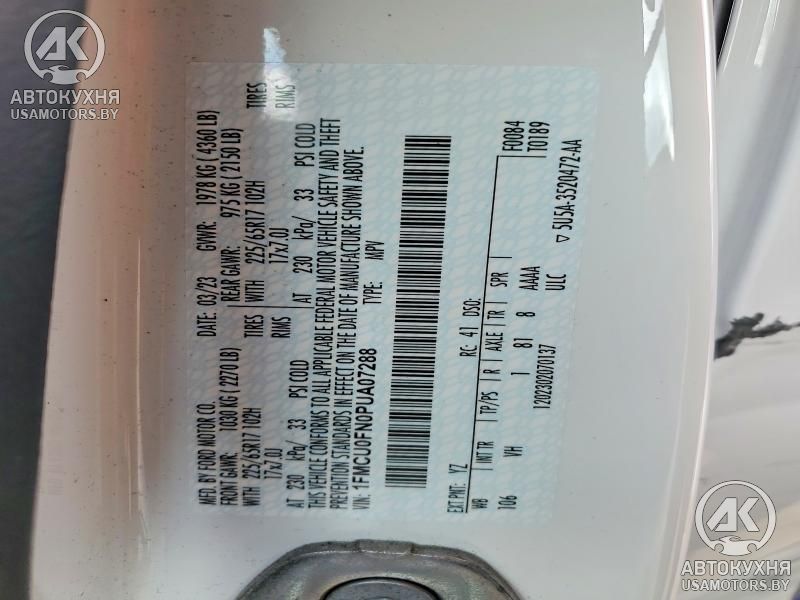 AK
АВТОКУХНЯ
USAMOTORS.BY
MFD. BY FORD MOTOR CO. DATE: 03/23 GVWR: 1978 KG ( 4360 LB)
FRONT GAWR: 1030 KG ( 2270 LB) REAR GAWR: 975 KG ( 2150 LB)
WITH 225/65R17 102H TIRES WITH 225/65R17 102H TIRES
17x7.0J RIMS 17x7.0J RIMS
AT 230 kPa/ 33 PSI COLD AT 230 kPa/ 33 PSI COLD
THIS VEHICLE CONFORMS TO ALL APPLICABLE FEDERAL MOTOR VEHICLE SAFETY AND THEFT
PREVENTION STANDARDS IN EFFECT ON THE DATE OF MANUFACTURE SHOWN ABOVE.
VIN: 1FMCU0FN0PUA07288 TYPE: MPV
F0084
T0189
EXT PNT: YZ RC: 41 DSO:
WB INT TR TP/PS R AXLE TR SPR
106 VH 1 81 8 AAAA
1202302070137 ULC
▽ 5U5A-3520472-AA
AK
АВТОКУХНЯ
USAMOTORS.BY